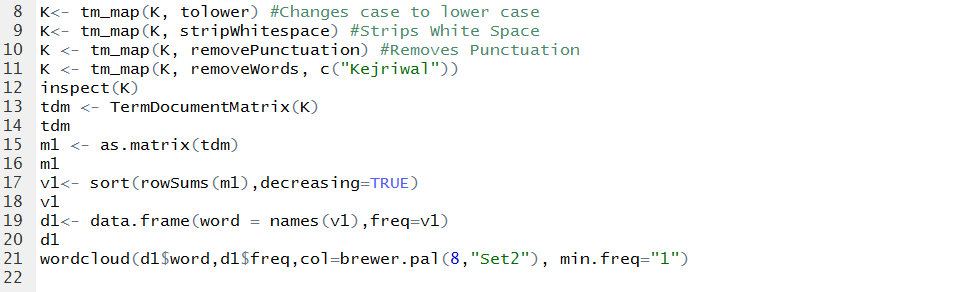 8 K<- tm_map(K, tolower) #Changes case to lower case
9 K<- tm_map(K, stripWhitespace) #Strips White Space
10 K <- tm_map(K, removePunctuation) #Removes Punctuation
11 K <- tm_map(K, removeWords, c("Kejriwal"))
12 inspect(K)
13 tdm <- TermDocumentMatrix(K)
14 tdm
15 m1 <- as.matrix(tdm)
16 m1
17 v1<- sort(rowSums(m1),decreasing=TRUE)
18 v1
19 d1<- data.frame(word = names(v1),freq=v1)
20 d1
21 wordcloud(d1$word,d1$freq,col=brewer.pal(8,"Set2"), min.freq="1")
22